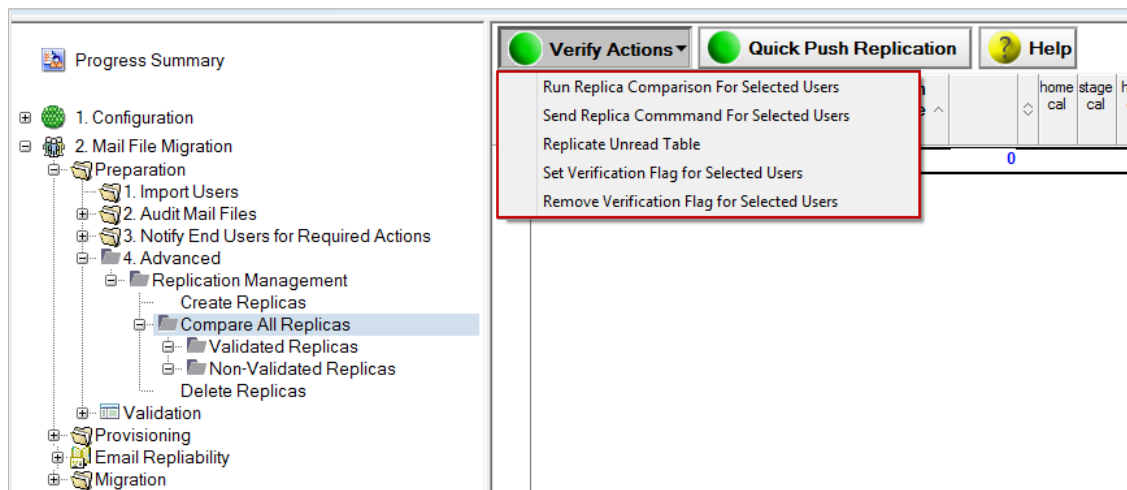 Progress Summary
1. Configuration
2. Mail File Migration
Preparation
1. Import Users
2. Audit Mail Files
3. Notify End Users for Required Actions
4. Advanced
Replication Management
Create Replicas
Compare All Replicas
Validated Replicas
Non-Validated Replicas
Delete Replicas
Validation
Provisioning
Email Repliability
Migration
Verify Actions Quick Push Replication ? Help
Run Replica Comparison For Selected Users
Send Replica Commmand For Selected Users
Replicate Unread Table
Set Verification Flag for Selected Users
Remove Verification Flag for Selected Users
home stage
cal cal
0